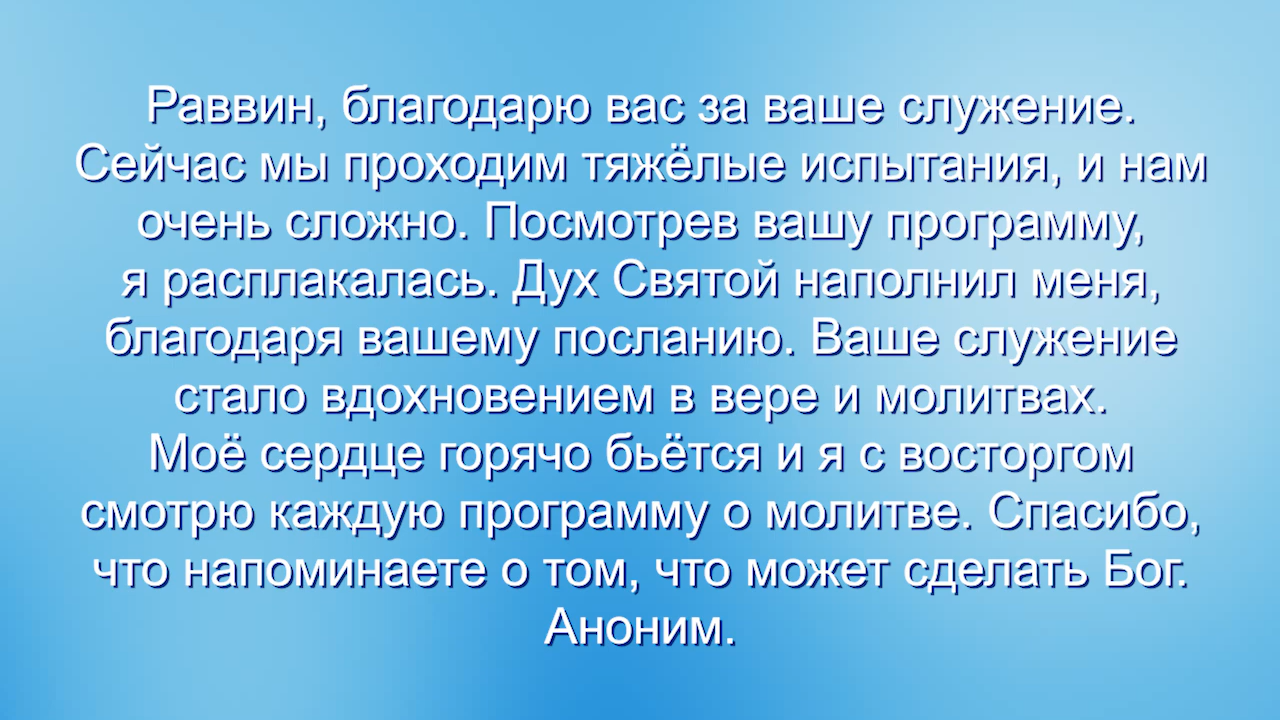 Раввин, благодарю вас за ваше служение.
Сейчас мы проходим тяжёлые испытания, и нам
очень сложно. Посмотрев вашу программу,
я расплакалась. Дух Святой наполнил меня,
благодаря вашему посланию. Ваше служение
стало вдохновением в вере и молитвах.
Моё сердце горячо бьётся и я с восторгом
смотрю каждую программу о молитве. Спасибо,
что напоминаете о том, что может сделать Бог.
Аноним.